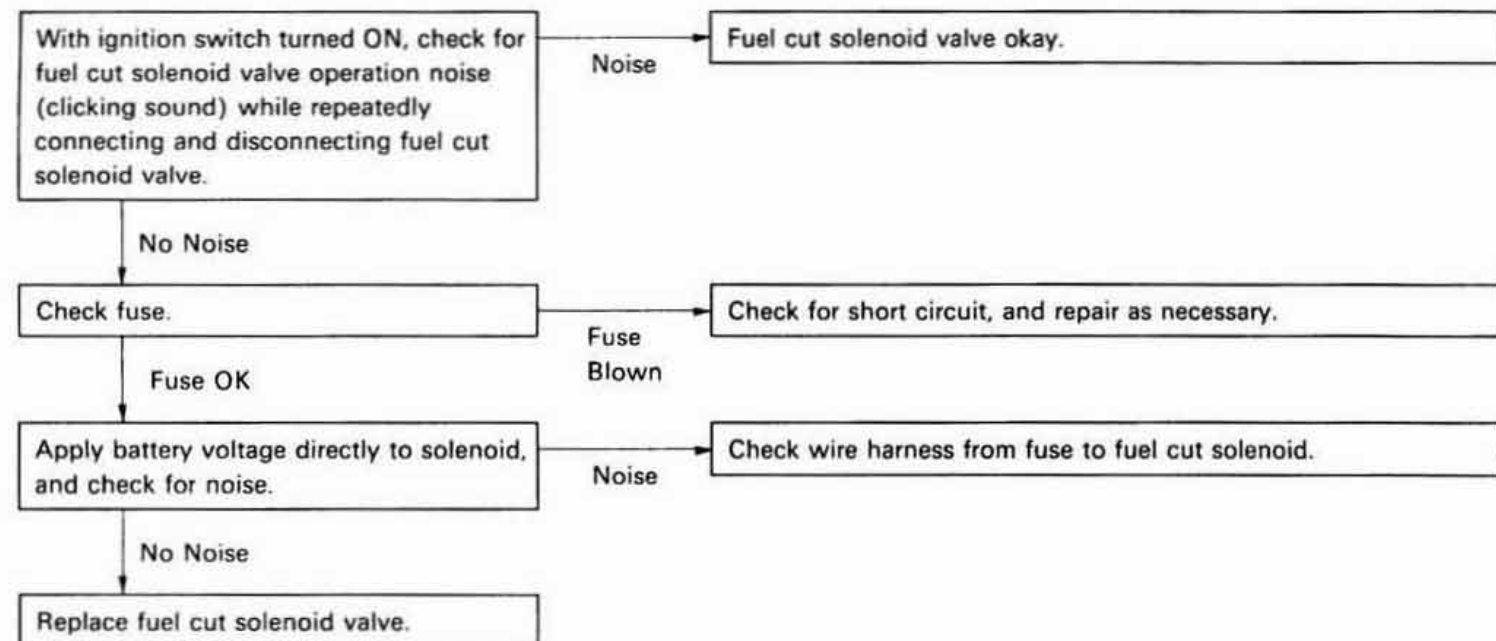 With ignition switch turned ON, check for
fuel cut solenoid valve operation noise
(clicking sound) while repeatedly
connecting and disconnecting fuel cut
solenoid valve.
Noise
Fuel cut solenoid valve okay.
No Noise
Check fuse.
Fuse
Blown
Check for short circuit, and repair as necessary.
Fuse OK
Apply battery voltage directly to solenoid,
and check for noise.
Noise
Check wire harness from fuse to fuel cut solenoid.
No Noise
Replace fuel cut solenoid valve.